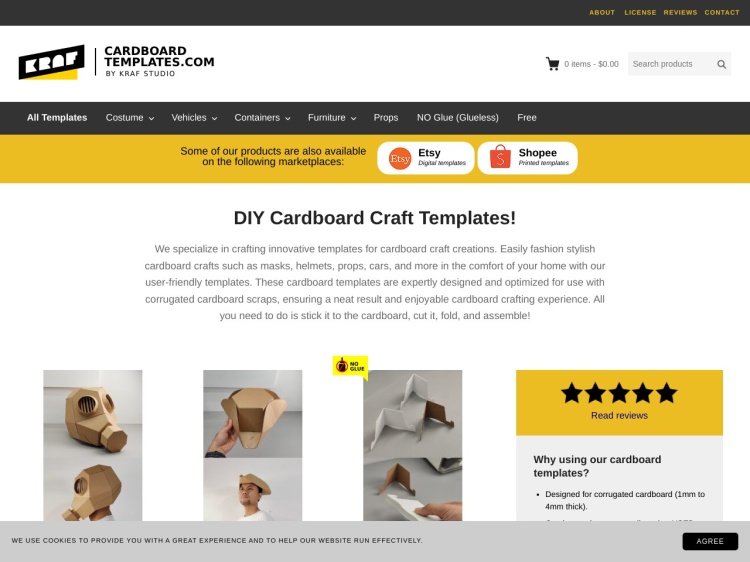 ABOUT LICENSE REVIEWS CONTACT
KRAF
CARDBOARD
TEMPLATES.COM
BY KRAF STUDIO
0 items - $0.00
Search products
All Templates Costume Vehicles Containers Furniture Props NO Glue (Glueless) Free
Some of our products are also available
on the following marketplaces:
Etsy
Etsy
Digital templates
S
Shopee
Printed templates
DIY Cardboard Craft Templates!
We specialize in crafting innovative templates for cardboard craft creations. Easily fashion stylish
cardboard crafts such as masks, helmets, props, cars, and more in the comfort of your home with our
user-friendly templates. These cardboard templates are expertly designed and optimized for use with
corrugated cardboard scraps, ensuring a neat result and enjoyable cardboard crafting experience. All
you need to do is stick it to the cardboard, cut it, fold, and assemble!
NO
GLUE
Read reviews
Why using our cardboard
templates?
Designed for corrugated cardboard (1mm to
4mm thick).
WE USE COOKIES TO PROVIDE YOU WITH A GREAT EXPERIENCE AND TO HELP OUR WEBSITE RUN EFFECTIVELY.
AGREE